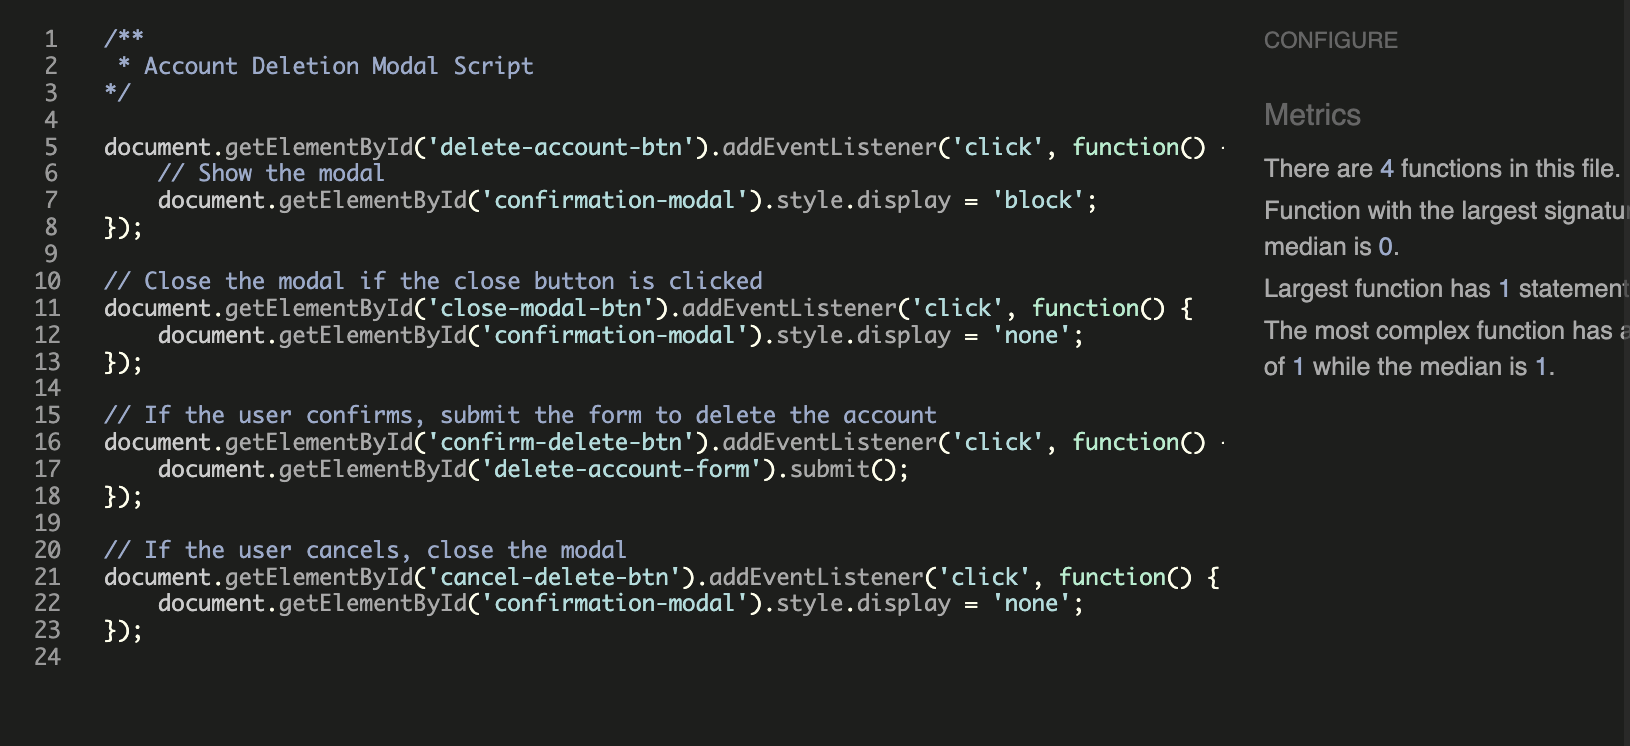 1 /**
2  * Account Deletion Modal Script
3 */
4
5 document.getElementById('delete-account-btn').addEventListener('click', function()
6     // Show the modal
7     document.getElementById('confirmation-modal').style.display = 'block';
8 });
9
10 // Close the modal if the close button is clicked
11 document.getElementById('close-modal-btn').addEventListener('click', function() {
12     document.getElementById('confirmation-modal').style.display = 'none';
13 });
14
15 // If the user confirms, submit the form to delete the account
16 document.getElementById('confirm-delete-btn').addEventListener('click', function()
17     document.getElementById('delete-account-form').submit();
18 });
19
20 // If the user cancels, close the modal
21 document.getElementById('cancel-delete-btn').addEventListener('click', function() {
22     document.getElementById('confirmation-modal').style.display = 'none';
23 });
24
CONFIGURE
Metrics
There are 4 functions in this file.
Function with the largest signatu
median is 0.
Largest function has 1 statement
The most complex function has a
of 1 while the median is 1.